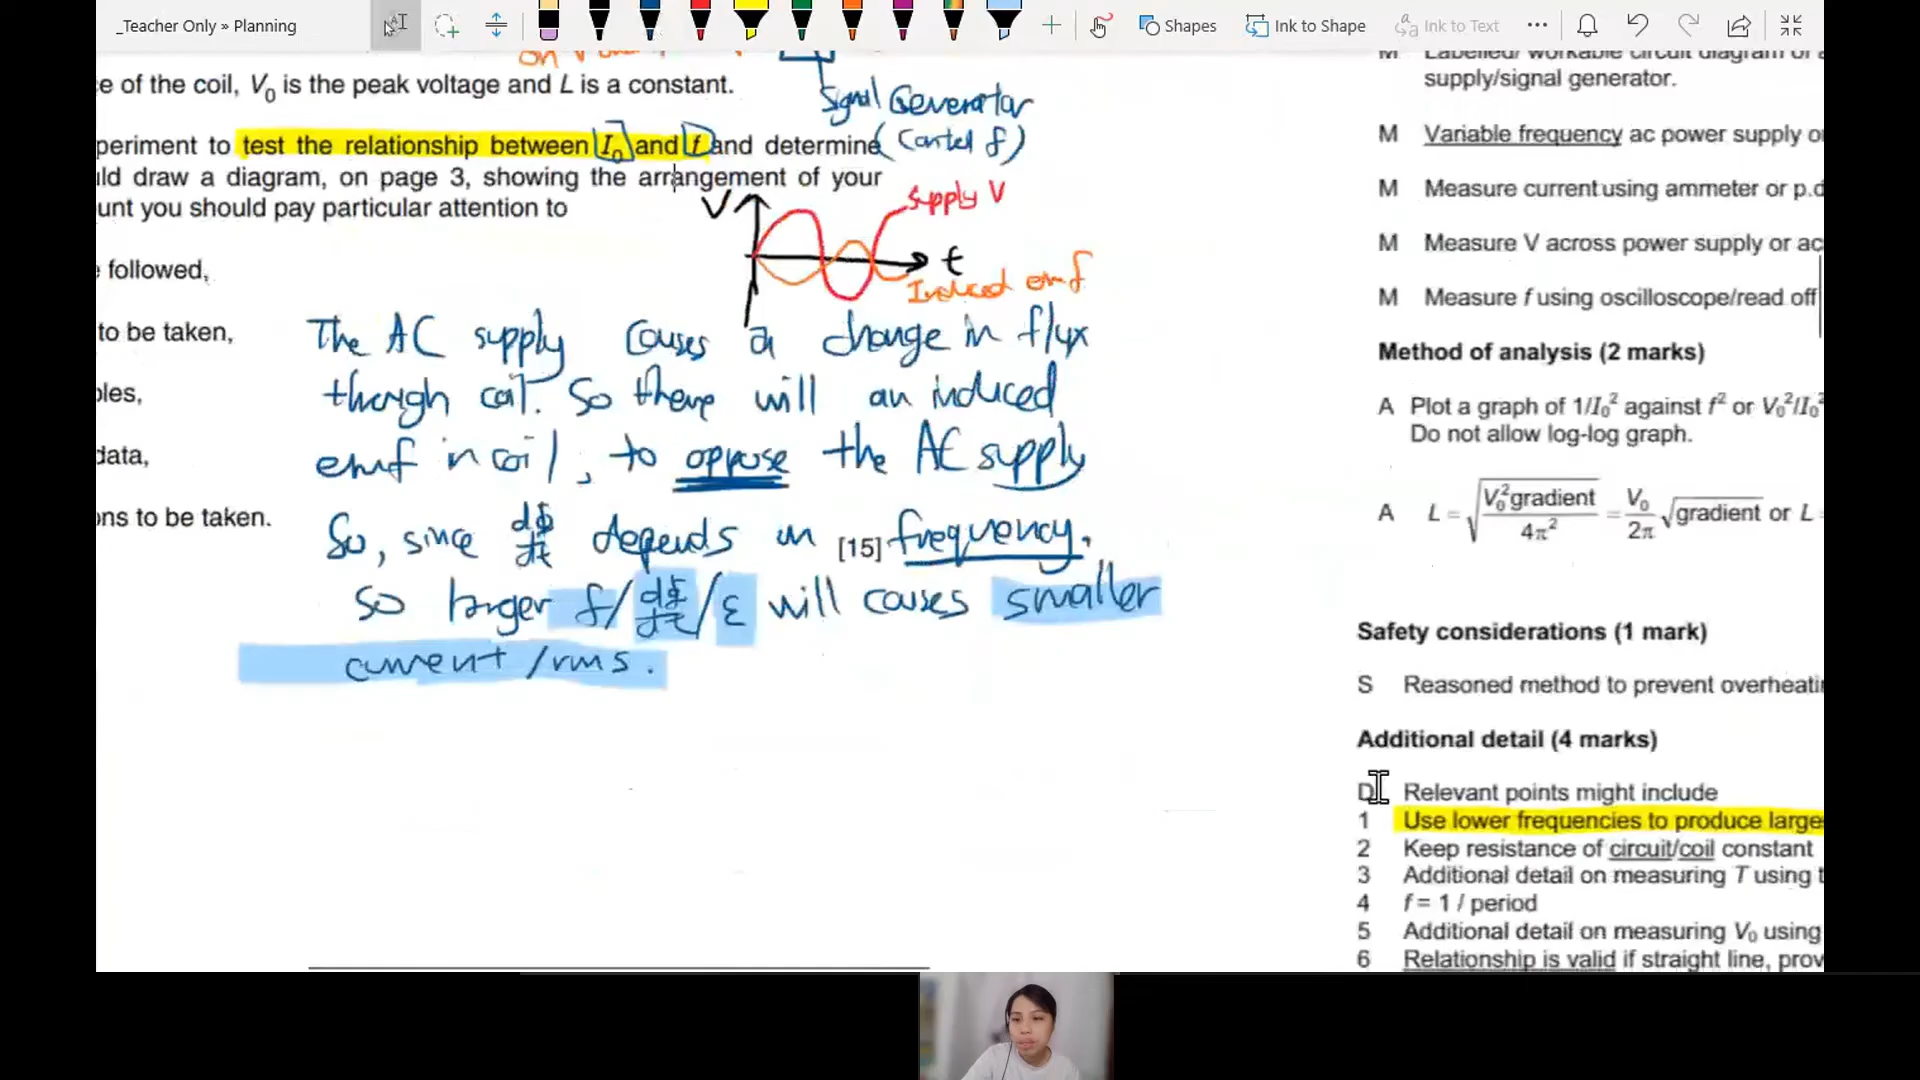 _Teacher Only » Planning
Shapes
Ink to Shape
Ink to Text
e of the coil, V0 is the peak voltage and L is a constant.
Signal Generator
(Contol f)
periment to test the relationship between I0 and f and determine
ld draw a diagram, on page 3, showing the arrangement of your
unt you should pay particular attention to
V
supply V
t
Induced emf
followed,
to be taken,
bles,
data,
ons to be taken.
The AC supply causes a change in flux
through coil. So there will an induced
emf in coil, to oppose the AC supply
So, since dϕ/dt depends on frequency.
[15]
so larger f/dϕ/dt/ε will causes smaller
current/rms.
M Labelled/ workable circuit diagram of a
supply/signal generator.
M Variable frequency ac power supply o
M Measure current using ammeter or p.d
M Measure V across power supply or ac
M Measure f using oscilloscope/read off
Method of analysis (2 marks)
A Plot a graph of 1/I0² against f² or V0²/I0²
Do not allow log-log graph.
A L = √(V0² gradient / 4π²) = V0/2π √gradient or L =
Safety considerations (1 mark)
S Reasoned method to prevent overheati
Additional detail (4 marks)
D Relevant points might include
1 Use lower frequencies to produce large
2 Keep resistance of circuit/coil constant
3 Additional detail on measuring T using t
4 f = 1 / period
5 Additional detail on measuring V0 using
6 Relationship is valid if straight line, prov